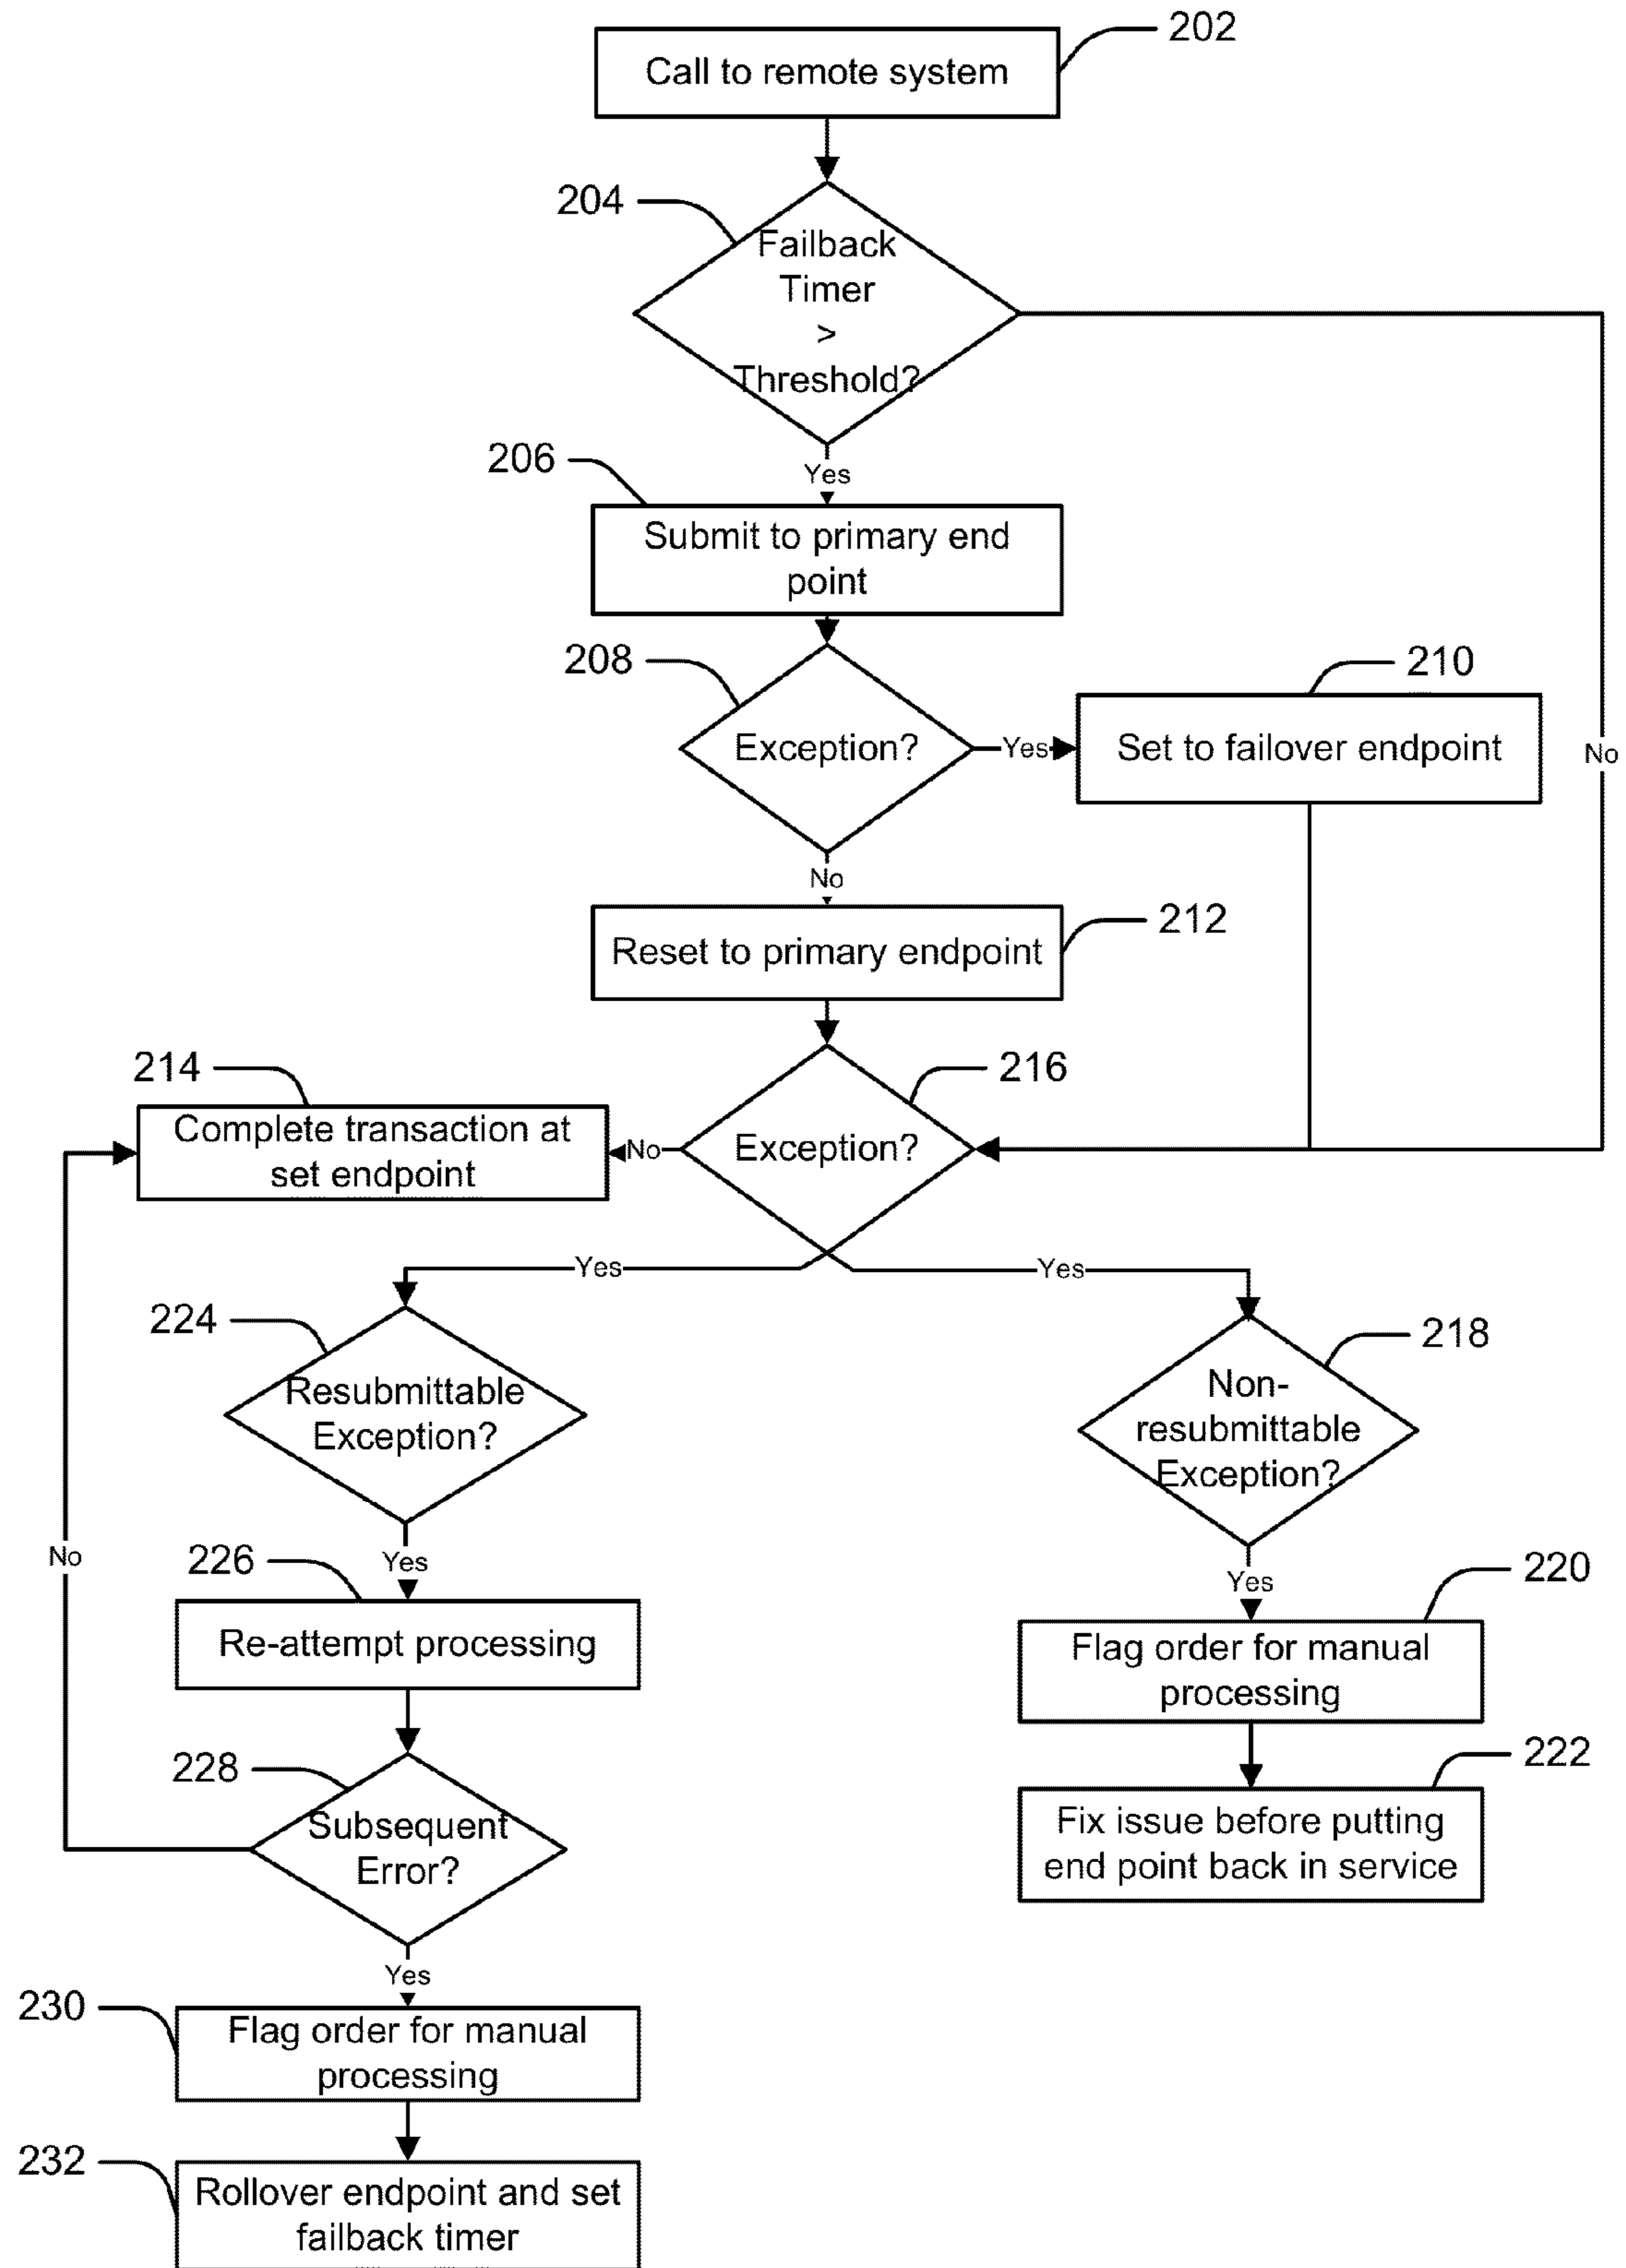 202
Call to remote system
204
Failback
Timer
>
Threshold?
Yes
206
Submit to primary end
point
208
Exception?
Yes
210
Set to failover endpoint
No
No
212
Reset to primary endpoint
214
Complete transaction at
set endpoint
No
216
Exception?
Yes
Yes
224
Resubmittable
Exception?
218
Non-
resubmittable
Exception?
No
226
Yes
Re-attempt processing
Yes
220
Flag order for manual
processing
228
Subsequent
Error?
222
Fix issue before putting
end point back in service
Yes
230
Flag order for manual
processing
232
Rollover endpoint and set
failback timer